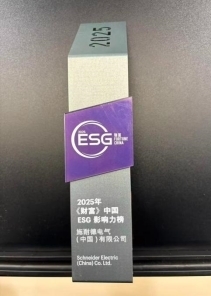 2025
ESG
财富
FORTUNE
CHINA
2025年
《财富》中国
ESG 影响力榜
施耐德电气
(中国) 有限公司
Schneider Electric
(China) Co. Ltd.